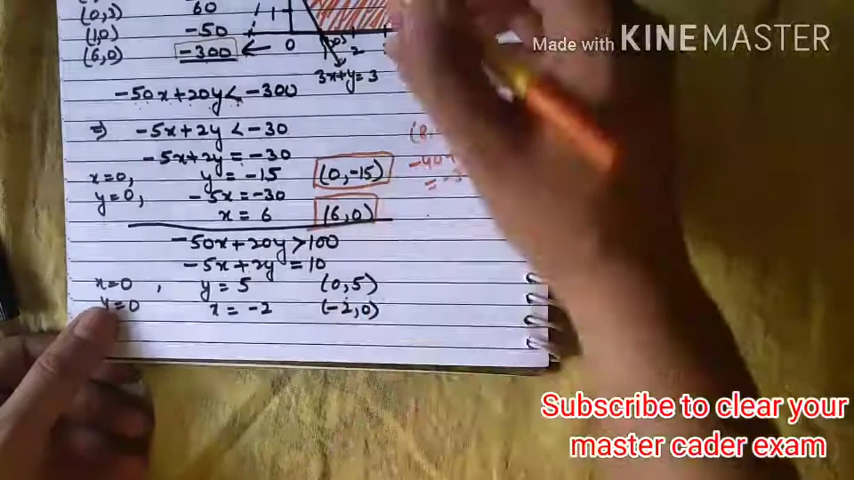 (0,3) 60
(1,0) -50
(6,0) -300
0 2
3x+y=3
Made with KINEMASTER
-50x+20y<-300
⇒ -5x+2y<-30
-5x+2y=-30
x=0, y=-15 (0,-15)
y=0, -5x=-30
x=6 (6,0)
-50x+20y>100
-5x+2y=10
x=0, y=5 (0,5)
y=0 x=-2 (-2,0)
Subscribe to clear your
master cader exam